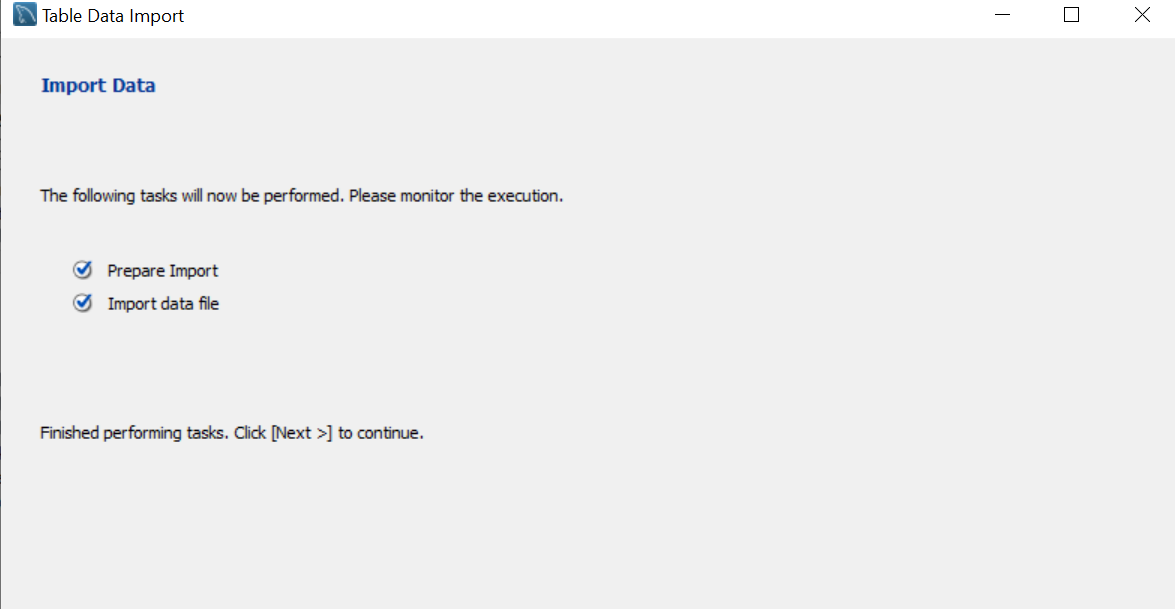 Table Data Import
Import Data
The following tasks will now be performed. Please monitor the execution.
Prepare Import
Import data file
Finished performing tasks. Click [Next >] to continue.